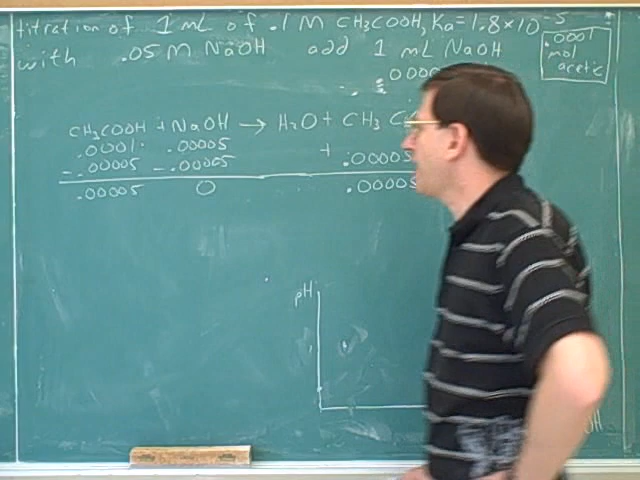 titration of 1 mL of .1 M CH3COOH, Ka = 1.8×10^-5
with .05 M NaOH add 1 mL NaOH
.0001
mol
acetic
CH3COOH + NaOH → H2O + CH3
.0001 .00005
-.00005 -.00005 + .00005
.00005 0 .00005
pH